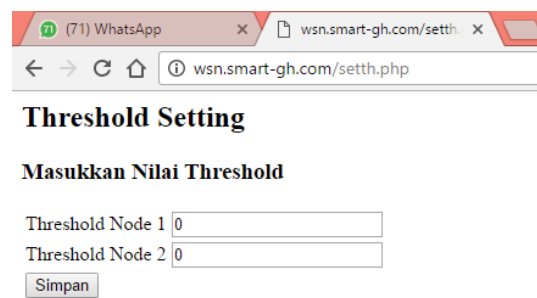 71 (71) WhatsApp
wsn.smart-gh.com/setth.
wsn.smart-gh.com/setth.php
Threshold Setting
Masukkan Nilai Threshold
Threshold Node 1 0
Threshold Node 2 0
Simpan